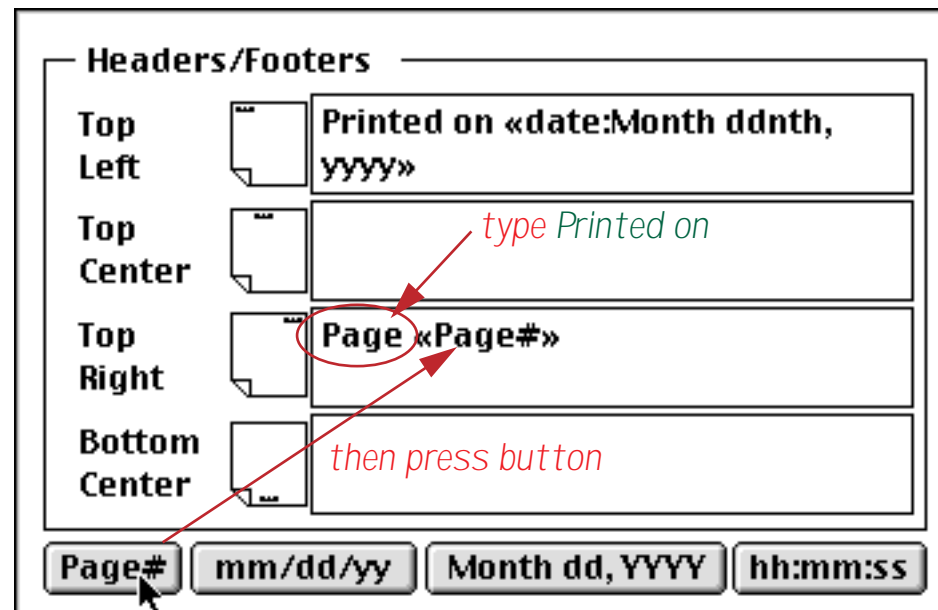 Headers/Footers
Top
Left
Printed on «date:Month ddnth,
yyyy»
Top
Center
type Printed on
Top
Right
Page «Page#»
Bottom
Center
then press button
Page#
mm/dd/yy
Month dd, YYYY
hh:mm:ss